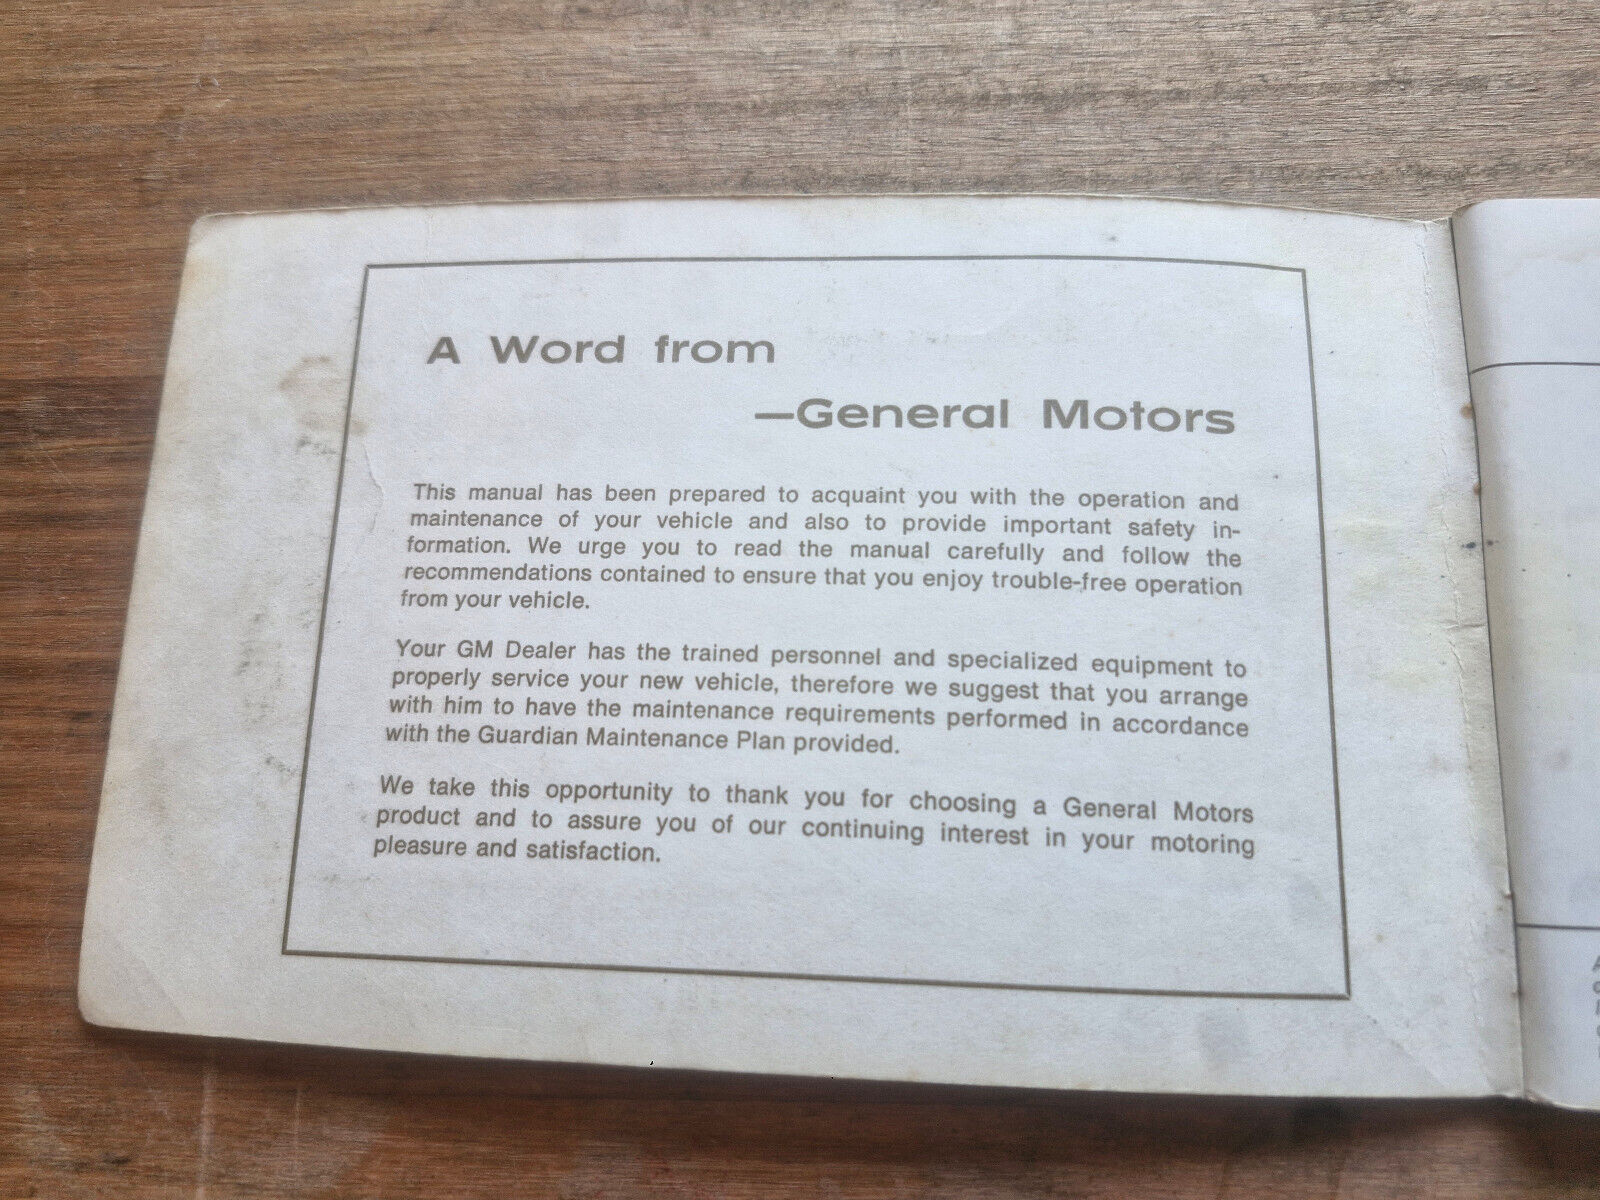 A Word from
—General Motors
This manual has been prepared to acquaint you with the operation and
maintenance of your vehicle and also to provide important safety in-
formation. We urge you to read the manual carefully and follow the
recommendations contained to ensure that you enjoy trouble-free operation
from your vehicle.
Your GM Dealer has the trained personnel and specialized equipment to
properly service your new vehicle, therefore we suggest that you arrange
with him to have the maintenance requirements performed in accordance
with the Guardian Maintenance Plan provided.
We take this opportunity to thank you for choosing a General Motors
product and to assure you of our continuing interest in your motoring
pleasure and satisfaction.